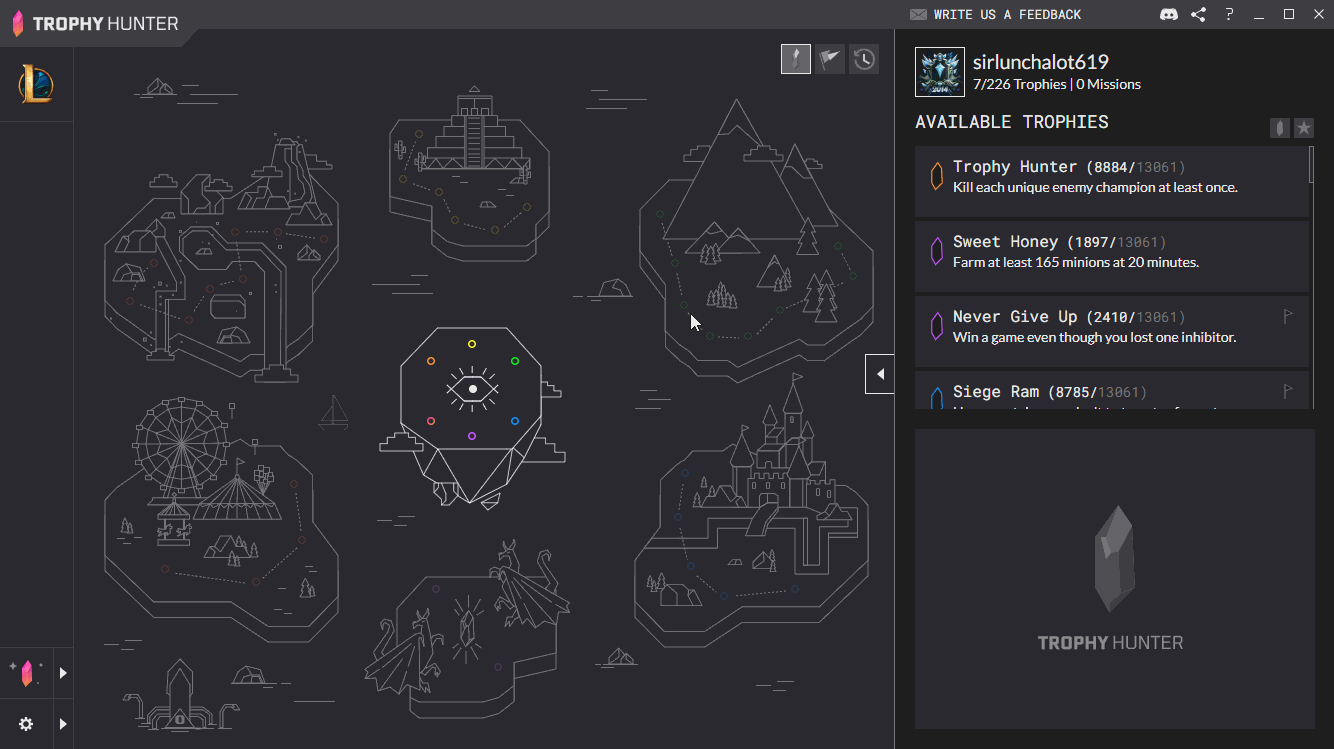 TROPHY HUNTER
WRITE US A FEEDBACK
?
sirlunchalot619
7/226 Trophies | 0 Missions
AVAILABLE TROPHIES
Trophy Hunter (8884/13061)
Kill each unique enemy champion at least once.
Sweet Honey (1897/13061)
Farm at least 165 minions at 20 minutes.
Never Give Up (2410/13061)
Win a game even though you lost one inhibitor.
Siege Ram (8785/13061)
TROPHY HUNTER